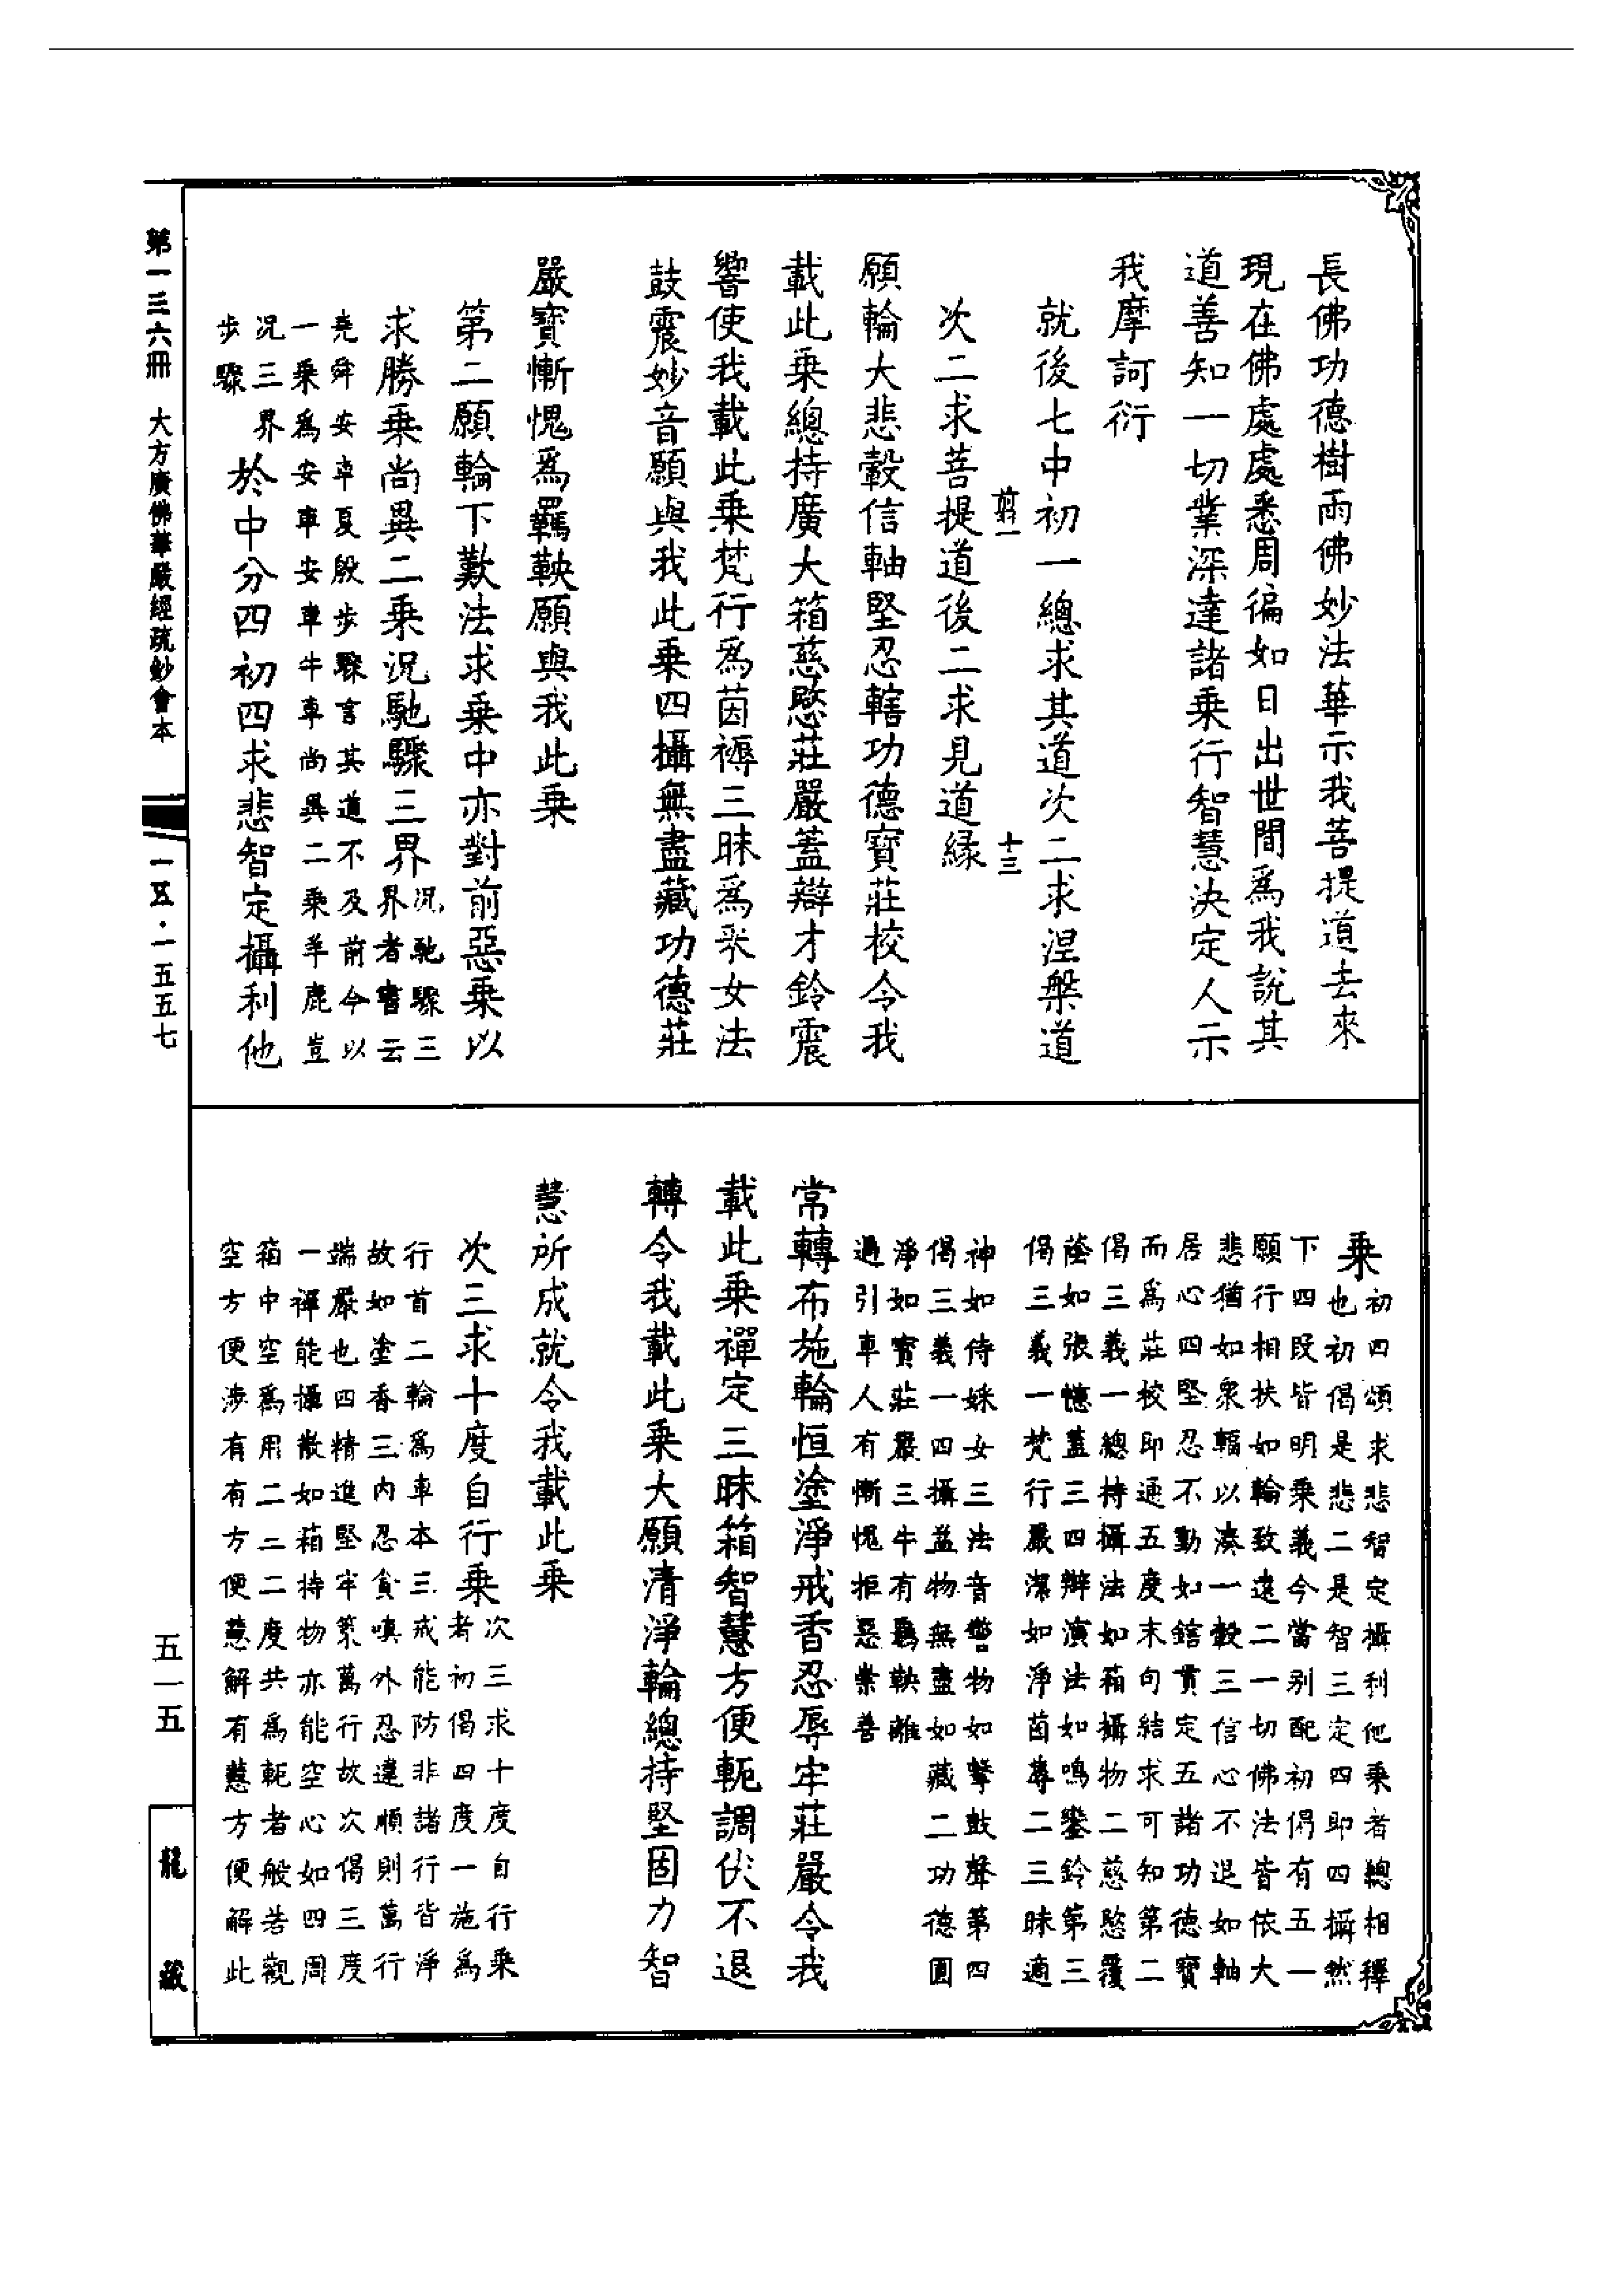 長佛功德樹雨佛妙法華示我菩提道去來
現在佛處處悉周徧如日出世間為我說其
道善知一切業深達諸乘行智慧決定人示
我摩訶衍
就後七中初一總求其道次二求涅槃道
剪一 十三
次二求菩提道後二求見道緣
願輪大悲轂信軸堅忍轄功德寶莊校令我
載此乘總持廣大箱慈愍莊嚴蓋辯才鈴震
響使我載此乘梵行為茵褥三昧為采女法
鼓震妙音願與我此乘四攝無盡藏功德莊
嚴寶慚愧為羈鞅願與我此乘
第二願輪下歎法求乘中亦對前惡乘以
求勝乘尚異二乘況馳驟三界
況馳驟三
界者書云
堯舜安車夏殷步驟言其道不及前今以
一乘為安車安車牛車尚異二乘羊鹿豈
況三界
步驟
於中分四初四求悲智定攝利他
乘
初四頌求悲智定攝利他乘者總相釋
也初偈是悲二是智三定四即四攝然
下四段皆明乘義今當別配初偈有五一
願行相扶如輪致遠二一切佛法皆依大
悲猶如眾輻以湊一轂三信心不退如軸
居心四堅忍不動如鎋貫定五諸功德寶
而為莊校即通五度末句結求可知第二
偈三義一總持攝法如箱攝物二慈愍覆
蔭如張幰蓋三四辯演法如鳴鑾鈴第三
偈三義一梵行嚴潔如淨茵蓐二三昧適
神如侍婇女三法音警物如擊鼓聲第四
偈三義一四攝益物無盡如藏二功德圓
淨如寶莊嚴三牛有羈鞅離
過引車人有慚愧拒惡崇善
常轉布施輪恒塗淨戒香忍辱牢莊嚴令我
載此乘禪定三昧箱智慧方便軛調伏不退
轉令我載此乘大願清淨輪總持堅固力智
慧所成就令我載此乘
次三求十度自行乘
次三求十度自行乘
者初偈四度一施為
行首二輪為車本三戒能防非諸行皆淨
故如塗香三內忍貪嗔外忍違順則萬行
端嚴也四精進堅牢策萬行故次偈三度
一禪能攝散如箱持物亦能空心如四周
箱中空為用二二二度共為軛者般若觀
空方便涉有有方便慧解有慧方便解此
第一三六冊 大方廣佛華嚴經疏鈔會本
一五·一五五七
五一五
龍藏